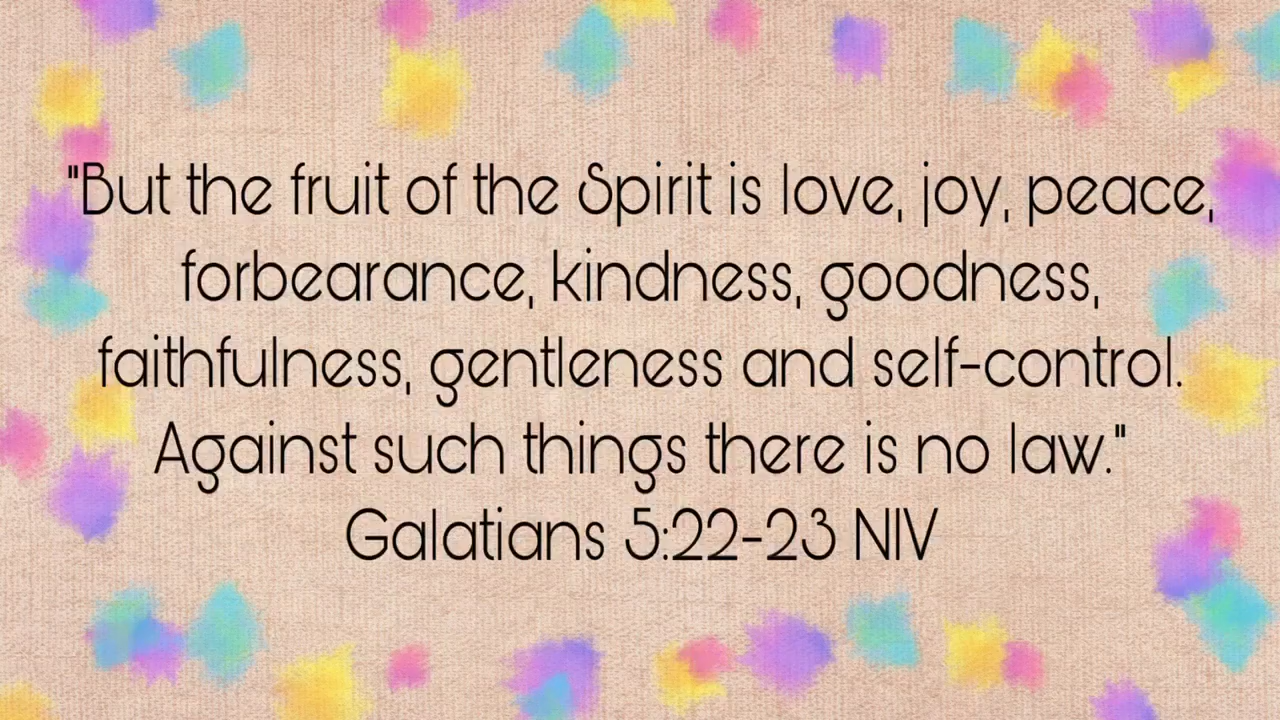 "But the fruit of the Spirit is love, joy, peace,
forbearance, kindness, goodness,
faithfulness, gentleness and self-control.
Against such things there is no law."
Galatians 5:22-23 NIV